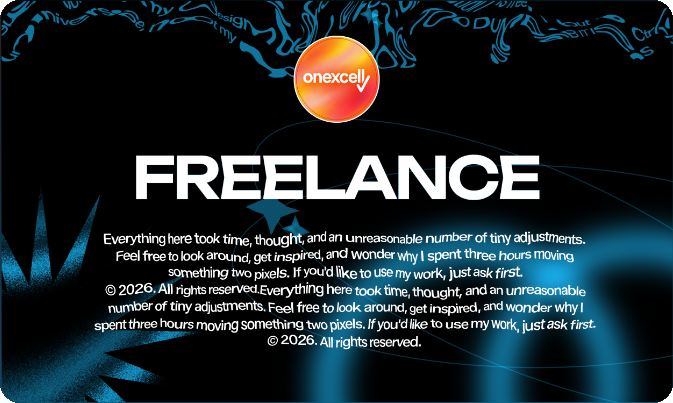 onexcell
FREELANCE
Everything here took time, thought, and an unreasonable number of tiny adjustments.
Feel free to look around, get inspired, and wonder why I spent three hours moving
something two pixels. If you'd like to use my work, just ask first.
© 2026. All rights reserved.Everything here took time, thought, and an unreasonable
number of tiny adjustments. Feel free to look around, get inspired, and wonder why I
spent three hours moving something two pixels. If you'd like to use my work, just ask first.
© 2026. All rights reserved.